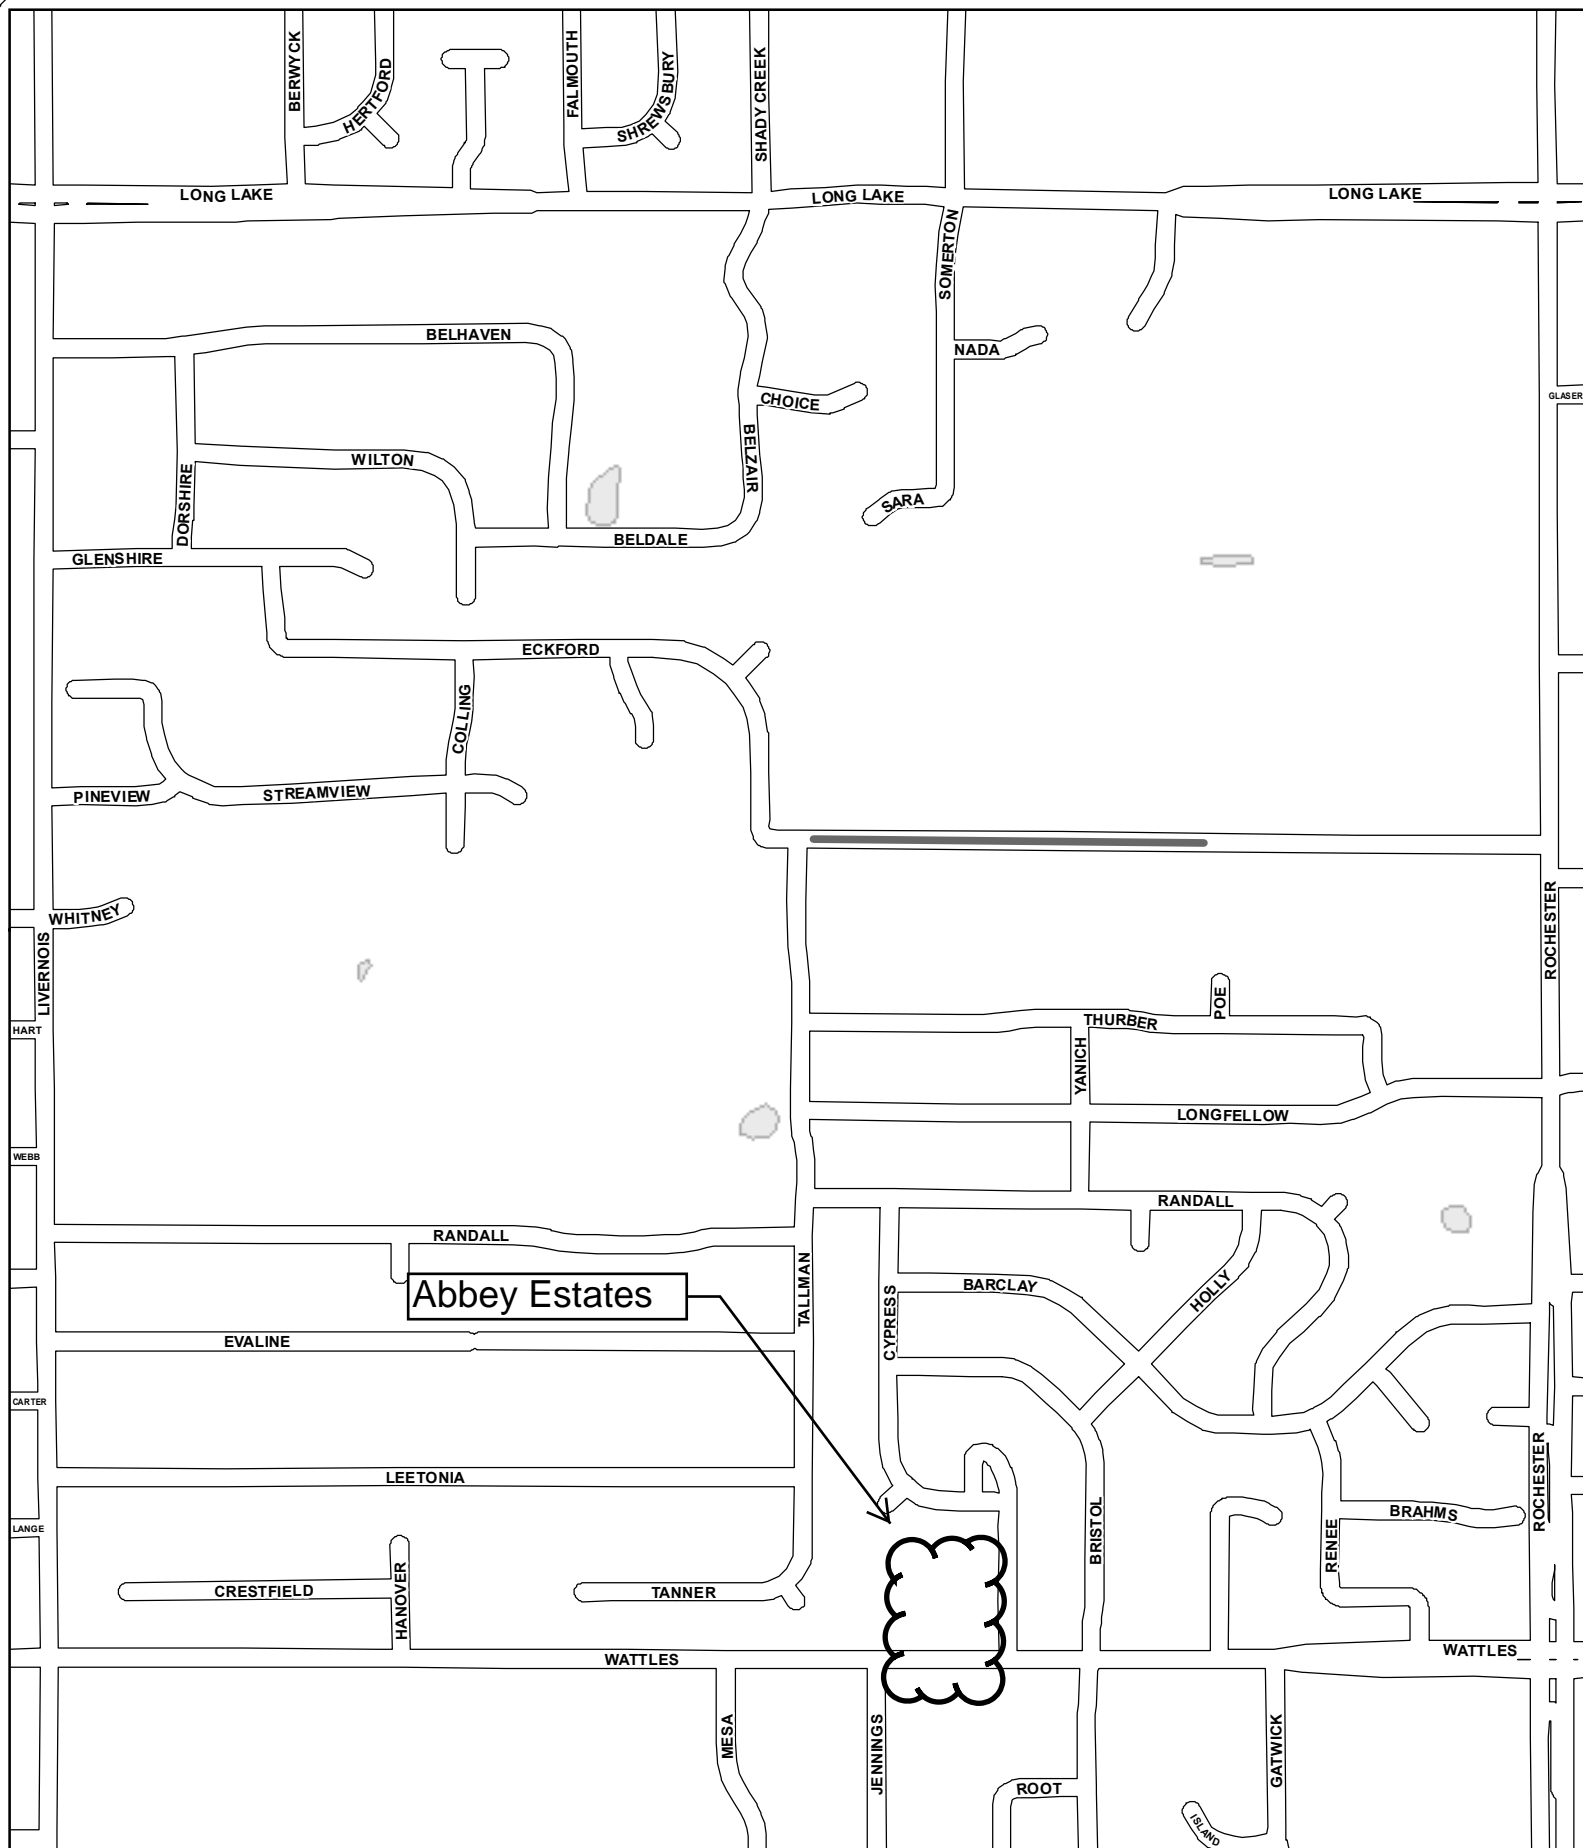 BERWYCK
HERTFORD
FALMOUTH
SHREWSBURY
SHADY CREEK
LONG LAKE
LONG LAKE
LONG LAKE
SOMERTON
BELHAVEN
NADA
CHOICE
GLASER
BELZAIR
WILTON
DORSHIRE
SARA
BELDALE
GLENSHIRE
ECKFORD
COLLING
PINEVIEW
STREAMVIEW
WHITNEY
LIVERNOIS
ROCHESTER
HART
POE
THURBER
YANICH
LONGFELLOW
WEBB
RANDALL
RANDALL
TALLMAN
Abbey Estates
CYPRESS
BARCLAY
HOLLY
EVALINE
CARTER
LEETONIA
ROCHESTER
BRISTOL
BRAHMS
LANGE
RENEE
CRESTFIELD
HANOVER
TANNER
WATTLES
WATTLES
MESA
JENNINGS
GATWICK
ROOT
ISLAND